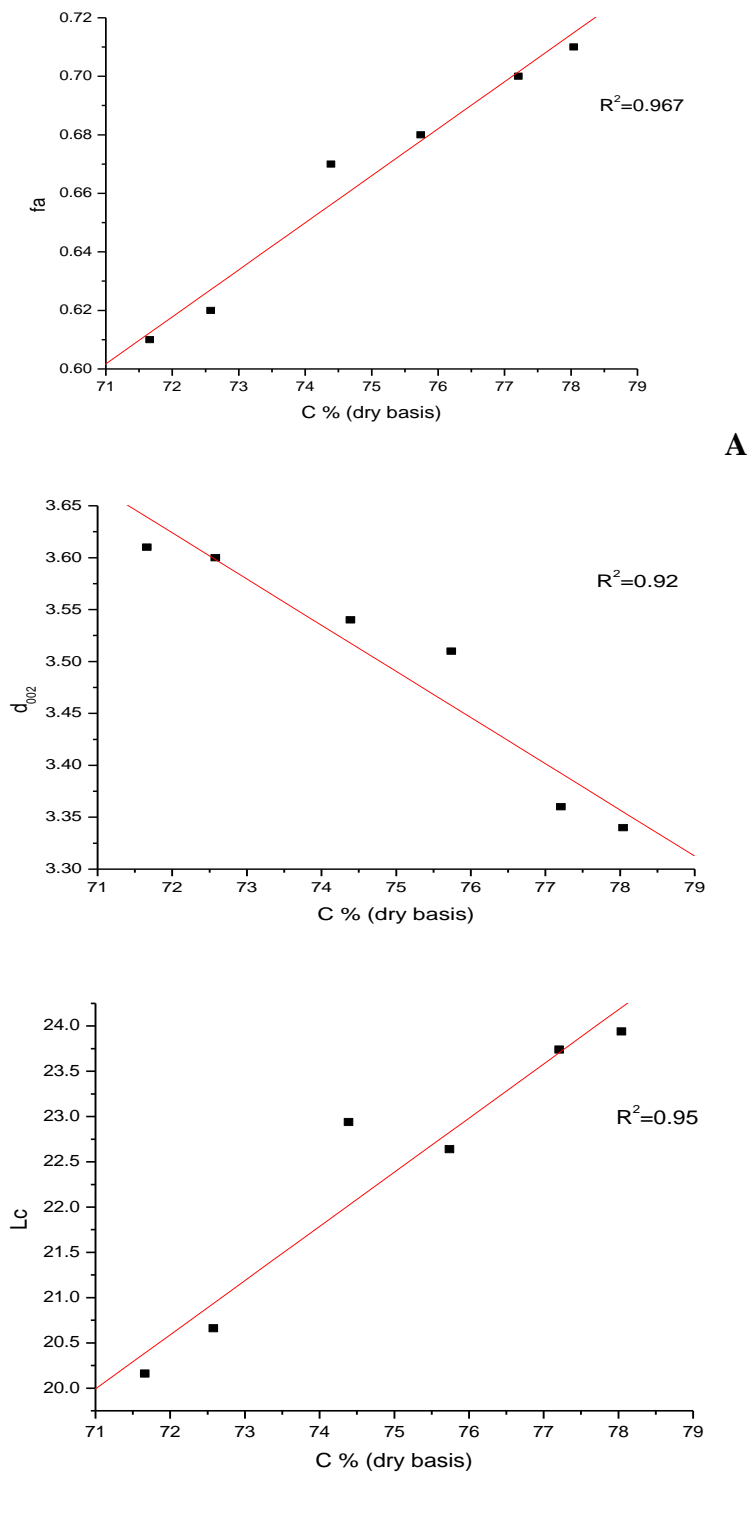 0.72
0.70
0.68
0.66
0.64
0.62
0.60
fa
R²=0.967
71 72 73 74 75 76 77 78 79
C % (dry basis)
A
3.65
3.60
3.55
3.50
3.45
3.40
3.35
3.30
d₀₀₂
R²=0.92
71 72 73 74 75 76 77 78 79
C % (dry basis)
24.0
23.5
23.0
22.5
22.0
21.5
21.0
20.5
20.0
Lc
R²=0.95
71 72 73 74 75 76 77 78 79
C % (dry basis)